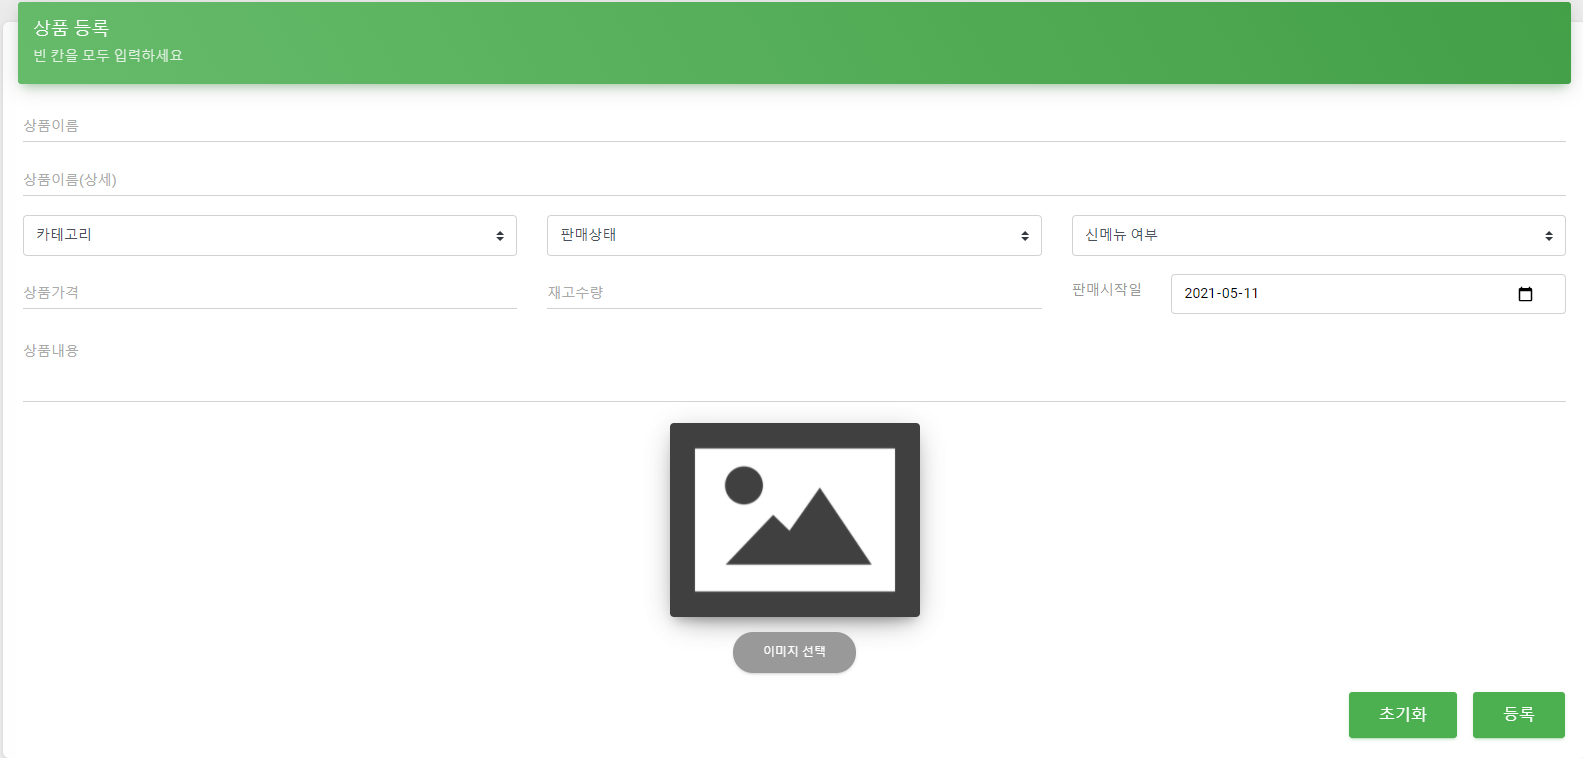 상품 등록
빈 칸을 모두 입력하세요
상품이름
상품이름(상세)
카테고리 판매상태 신메뉴 여부
상품가격 재고수량 판매시작일 2021-05-11
상품내용
이미지 선택
초기화 등록